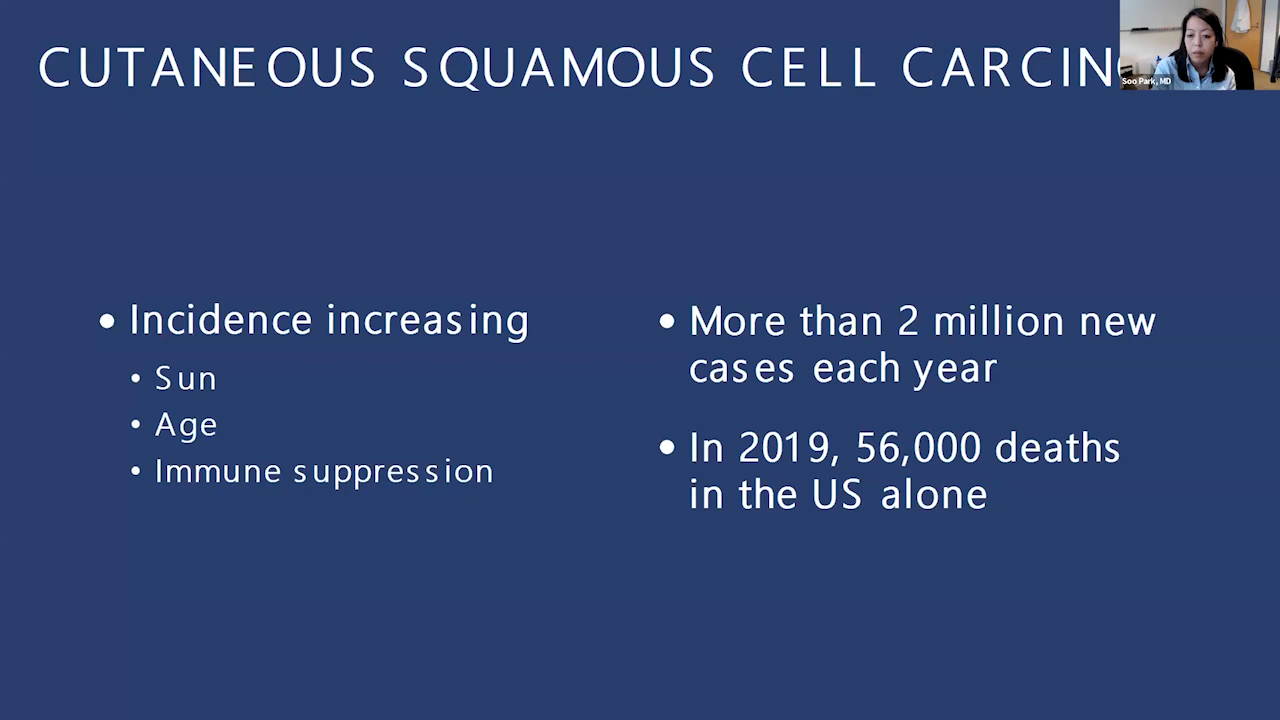 CUTANEOUS SQUAMOUS CELL CARCIN
Soo Park, MD
• Incidence increasing
• Sun
• Age
• Immune suppression
• More than 2 million new
cases each year
• In 2019, 56,000 deaths
in the US alone